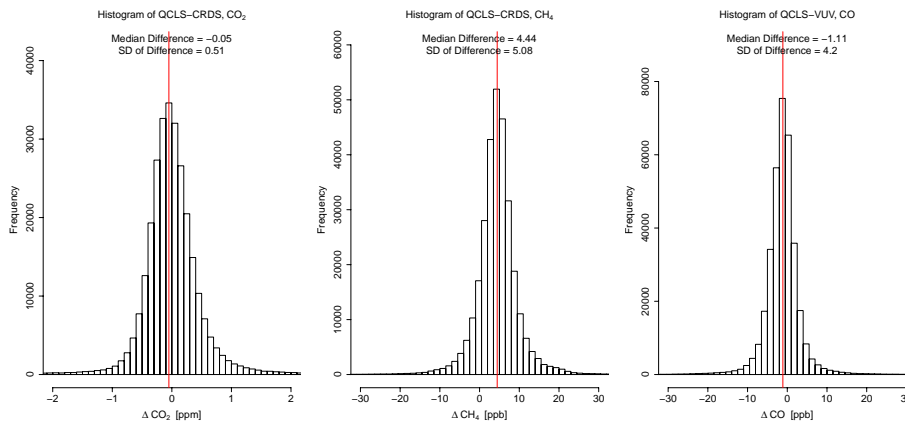 Histogram of QCLS−CRDS, CO₂
Median Difference = −0.05
SD of Difference = 0.51
Frequency
0
10000
20000
30000
40000
−2
−1
0
1
2
Δ CO₂ [ppm]
Histogram of QCLS−CRDS, CH₄
Median Difference = 4.44
SD of Difference = 5.08
Frequency
0
10000
20000
30000
40000
50000
60000
−30
−20
−10
0
10
20
30
Δ CH₄ [ppb]
Histogram of QCLS−VUV, CO
Median Difference = −1.11
SD of Difference = 4.2
Frequency
0
20000
40000
60000
80000
−30
−20
−10
0
10
20
30
Δ CO [ppb]